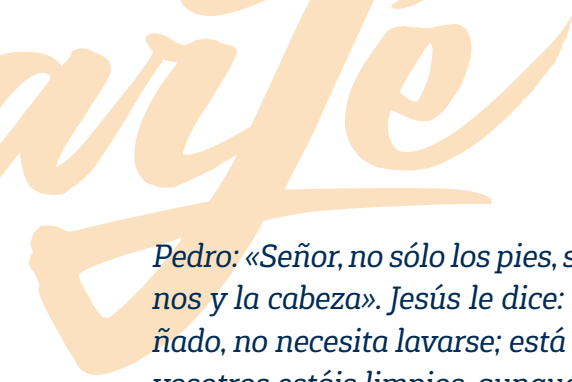 arte
Pedro: «Señor, no sólo los pies, s
nos y la cabeza». Jesús le dice:
ñado, no necesita lavarse; está
vosotros estáis limpios, aunque